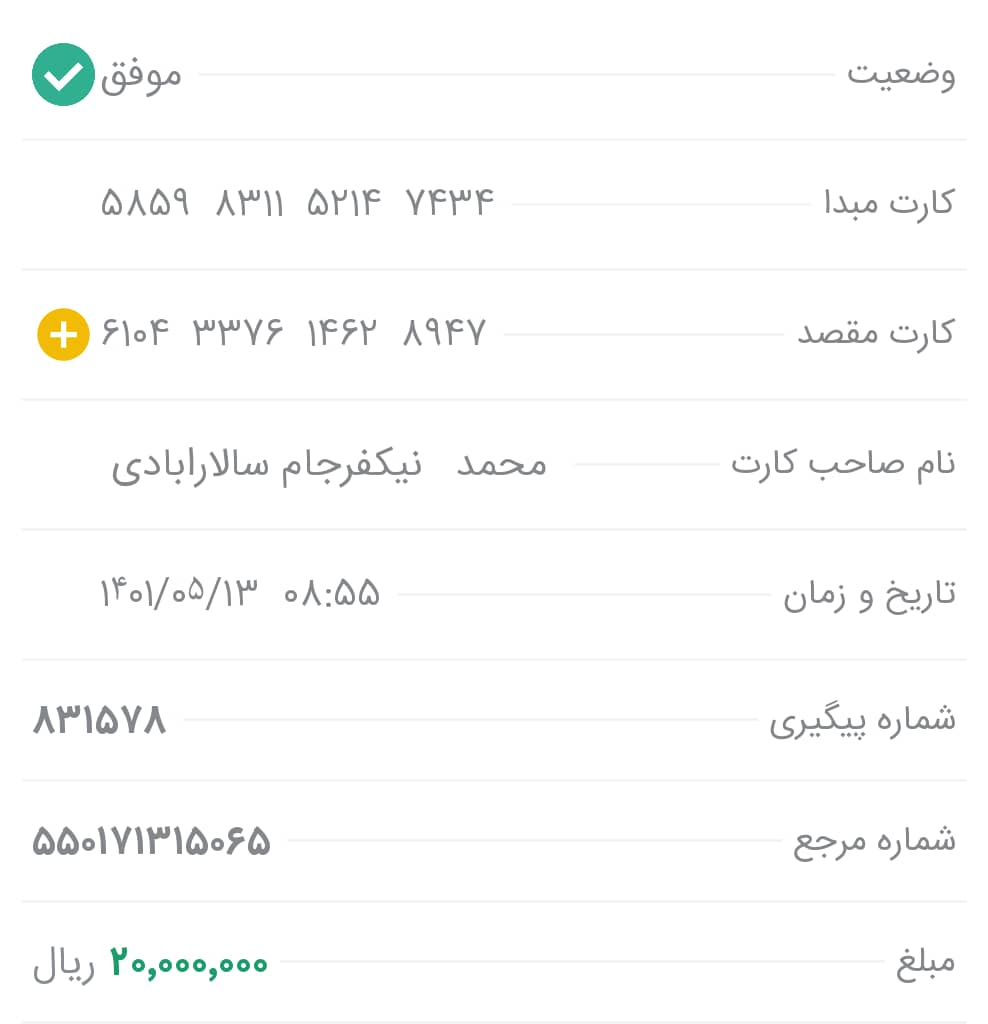 وضعیت موفق
کارت مبدا ۵۸۵۹ ۸۳۱۱ ۵۲۱۴ ۷۴۳۴
کارت مقصد ۶۱۰۴ ۳۳۷۶ ۱۴۶۲ ۸۹۴۷
نام صاحب کارت محمد نیکفرجام سالارابادی
تاریخ و زمان ۱۴۰۱/۰۵/۱۳ ۰۸:۵۵
شماره پیگیری ۸۳۱۵۷۸
شماره مرجع ۵۵۰۱۷۱۳۱۵۰۶۵
مبلغ ۲۰,۰۰۰,۰۰۰ ریال